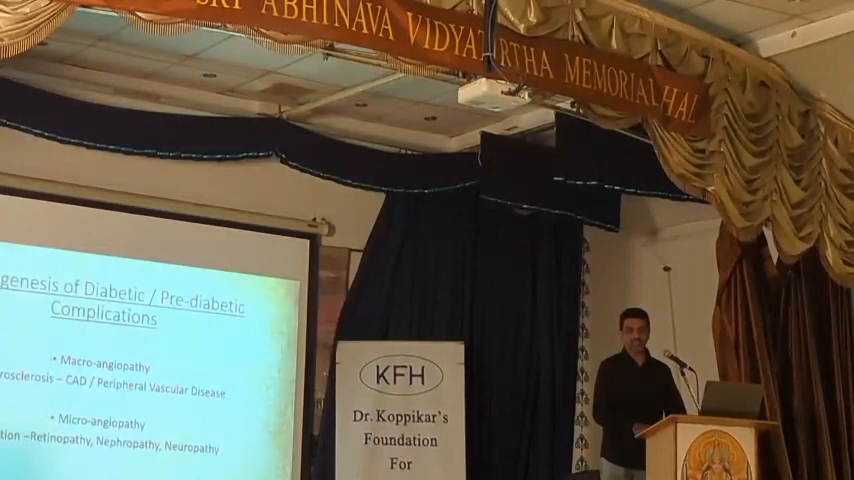 SRI ABHINAVA VIDYATIRTHA MEMORIAL HALL
genesis of Diabetic / Pre-diabetic
Complications
• Macro-angiopathy
rosclerosis – CAD / Peripheral Vascular Disease
• Micro-angiopathy
tion –Retinopathy, Nephropathy, Neuropathy
KFH
Dr. Koppikar's
Foundation
For